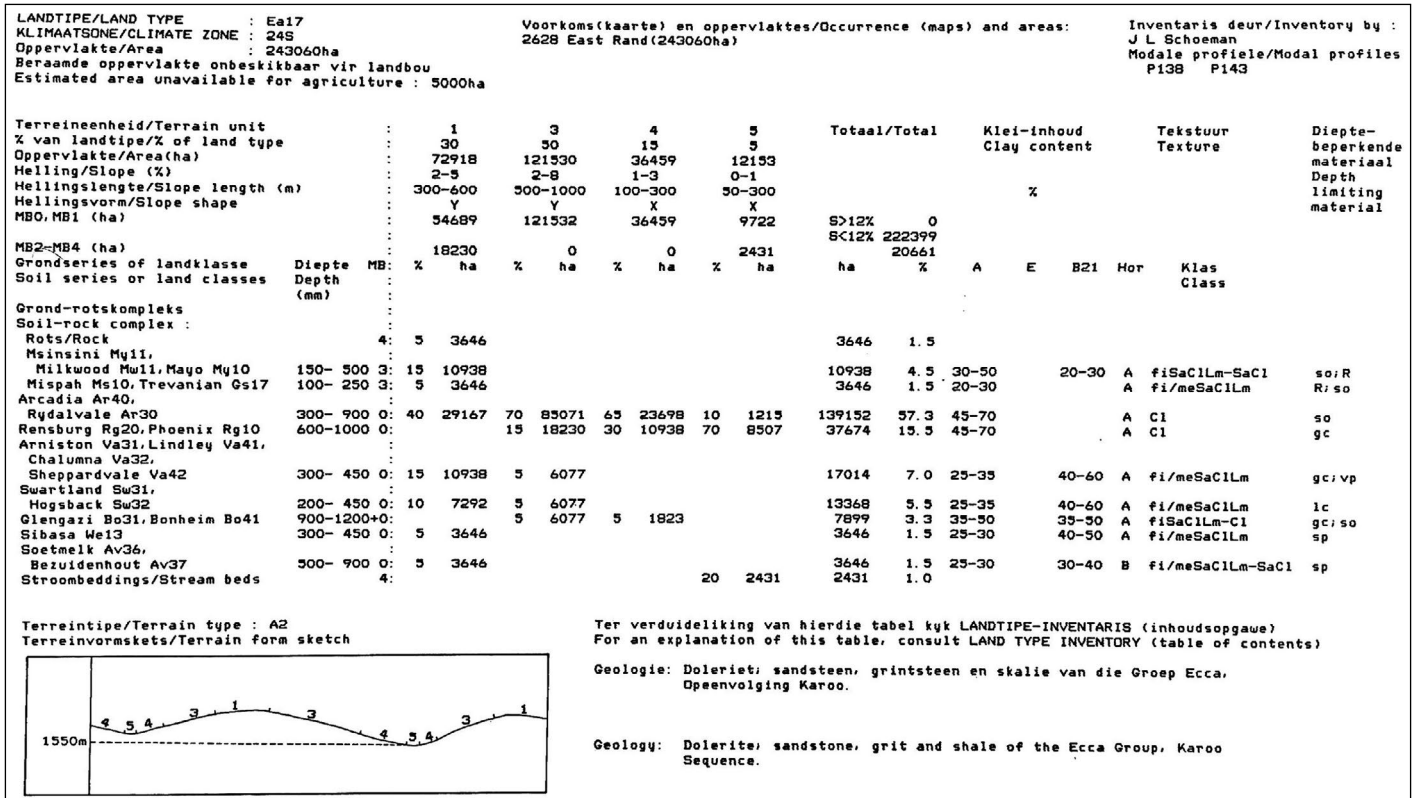 LANDTIPE/LAND TYPE : Ea17
KLIMAATSONE/CLIMATE ZONE : 24S
Oppervlakte/Area : 243060ha
Beraamde oppervlakte onbeskikbaar vir landbou
Estimated area unavailable for agriculture : 5000ha
Voorkoms(kaarte) en oppervlaktes/Occurrence (maps) and areas:
2628 East Rand(243060ha)
Inventaris deur/Inventory by :
J L Schoeman
Modale profiele/Modal profiles
P138 P143
Terreineenheid/Terrain unit : 1 3 4 5 Totaal/Total Klei-inhoud Tekstuur Diepte-
% van landtipe/% of land type : 30 50 15 5 Clay content Texture beperkende
Oppervlakte/Area(ha) : 72918 121530 36459 12153 materiaal
Helling/Slope (%) : 2-5 2-8 1-3 0-1 Depth
Hellingslengte/Slope length (m) : 300-600 500-1000 100-300 50-300 % limiting
Hellingsvorm/Slope shape : Y Y X X material
MB0,MB1 (ha) : 54689 121532 36459 9722 S>12% 0
: S<12% 222399
MB2-MB4 (ha) : 18230 0 0 2431 20661
Grondseries of landklasse Diepte MB: % ha % ha % ha % ha ha % A E B21 Hor Klas
Soil series or land classes Depth : Class
(mm) :
Grond-rotskompleks :
Soil-rock complex : :
Rots/Rock 4: 5 3646 3646 1.5
Msinsini My11, :
Milkwood Mw11,Mayo My10 150- 500 3: 15 10938 10938 4.5 30-50 20-30 A fiSaClLm-SaCl so;R
Mispah Ms10,Trevanian Gs17 100- 250 3: 5 3646 3646 1.5 20-30 A fi/meSaClLm R;so
Arcadia Ar40, :
Rydalvale Ar30 300- 900 0: 40 29167 70 85071 65 23698 10 1215 139152 57.3 45-70 A Cl so
Rensburg Rg20,Phoenix Rg10 600-1000 0: 15 18230 30 10938 70 8507 37674 15.5 45-70 A Cl gc
Arniston Va31,Lindley Va41, :
Chalumna Va32, :
Sheppardvale Va42 300- 450 0: 15 10938 5 6077 17014 7.0 25-35 40-60 A fi/meSaClLm gc;vp
Swartland Sw31, :
Hogsback Sw32 200- 450 0: 10 7292 5 6077 13368 5.5 25-35 40-60 A fi/meSaClLm lc
Glengazi Bo31,Bonheim Bo41 900-1200+0: 5 6077 5 1823 7899 3.3 35-50 35-50 A fiSaClLm-Cl gc;so
Sibasa We13 300- 450 0: 5 3646 3646 1.5 25-30 40-50 A fi/meSaClLm sp
Soetmelk Av36, :
Bezuidenhout Av37 500- 900 0: 5 3646 3646 1.5 25-30 30-40 B fi/meSaClLm-SaCl sp
Stroombeddings/Stream beds 4: 20 2431 2431 1.0
Terreintipe/Terrain type : A2
Terreinvormskets/Terrain form sketch
4 5 4 3 1 3 4 5 4 3 1
1550m
Ter verduideliking van hierdie tabel kyk LANDTIPE-INVENTARIS (inhoudsopgawe)
For an explanation of this table, consult LAND TYPE INVENTORY (table of contents)
Geologie: Doleriet; sandsteen, grintsteen en skalie van die Groep Ecca,
Opeenvolging Karoo.
Geology: Dolerite; sandstone, grit and shale of the Ecca Group, Karoo
Sequence.